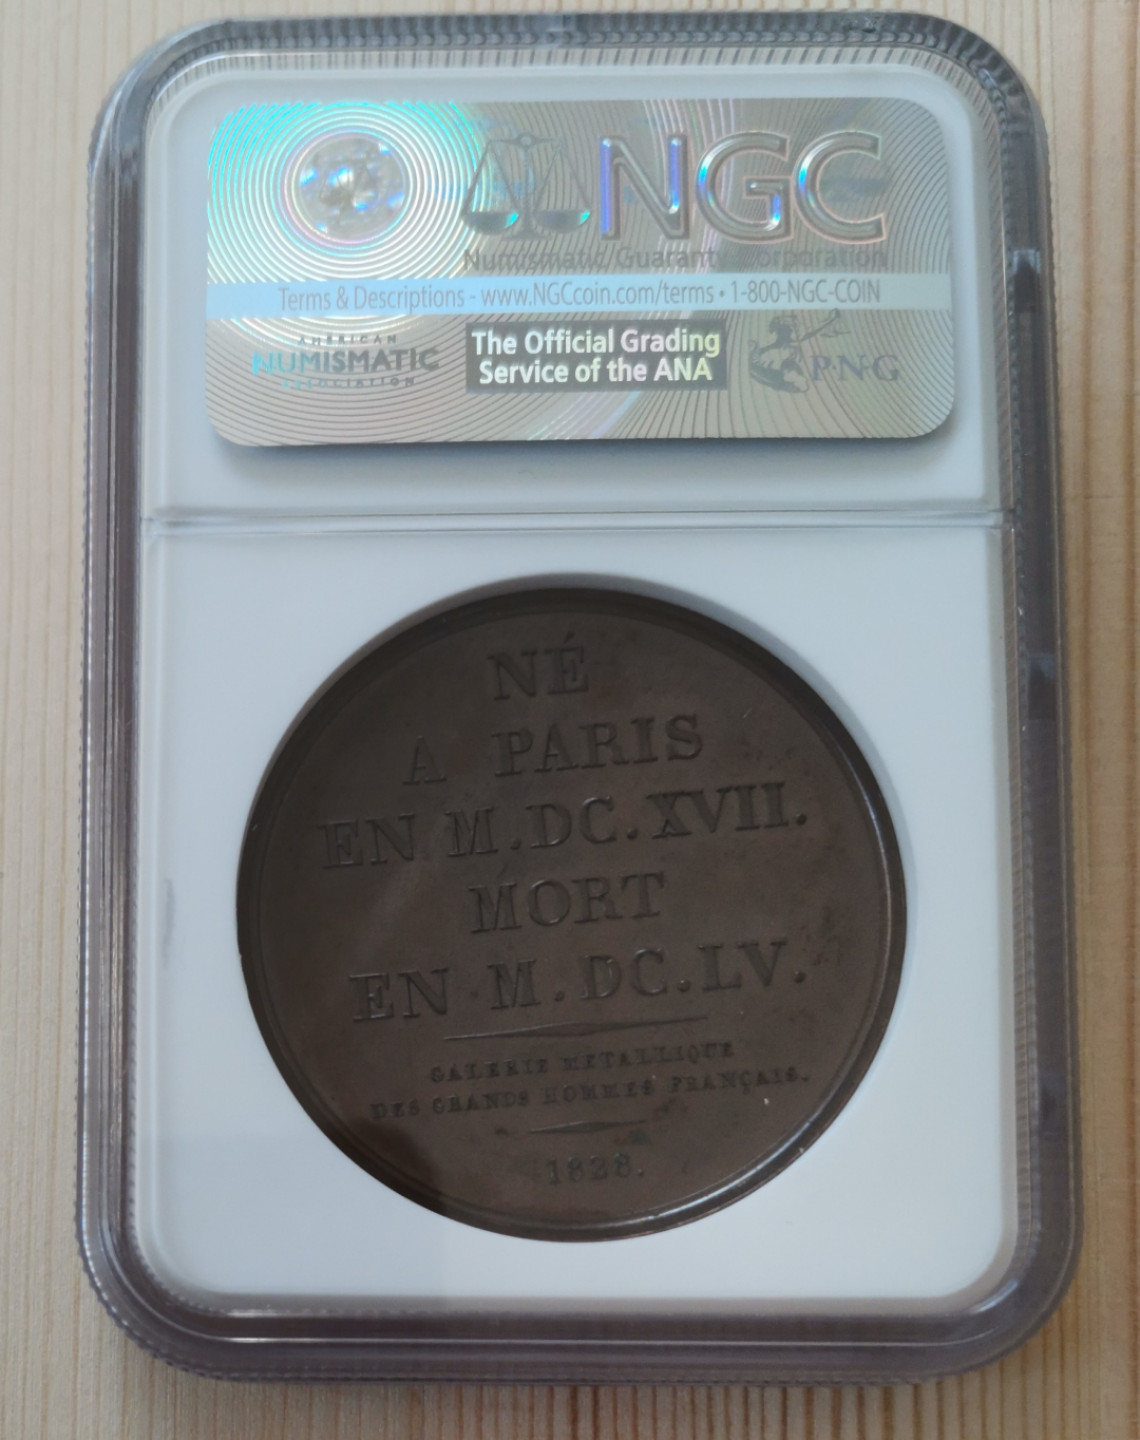 NGC
Numismatic Guaranty Corporation
Terms & Descriptions - www.NGCcoin.com/terms • 1-800-NGC-COIN
AMERICAN
NUMISMATIC
ASSOCIATION
The Official Grading
Service of the ANA
PNG
NÉ
A PARIS
EN M.DC.XVII.
MORT
EN M.DC.LV.
GALERIE METALLIQUE
DES GRANDS HOMMES FRANÇAIS.
1828.